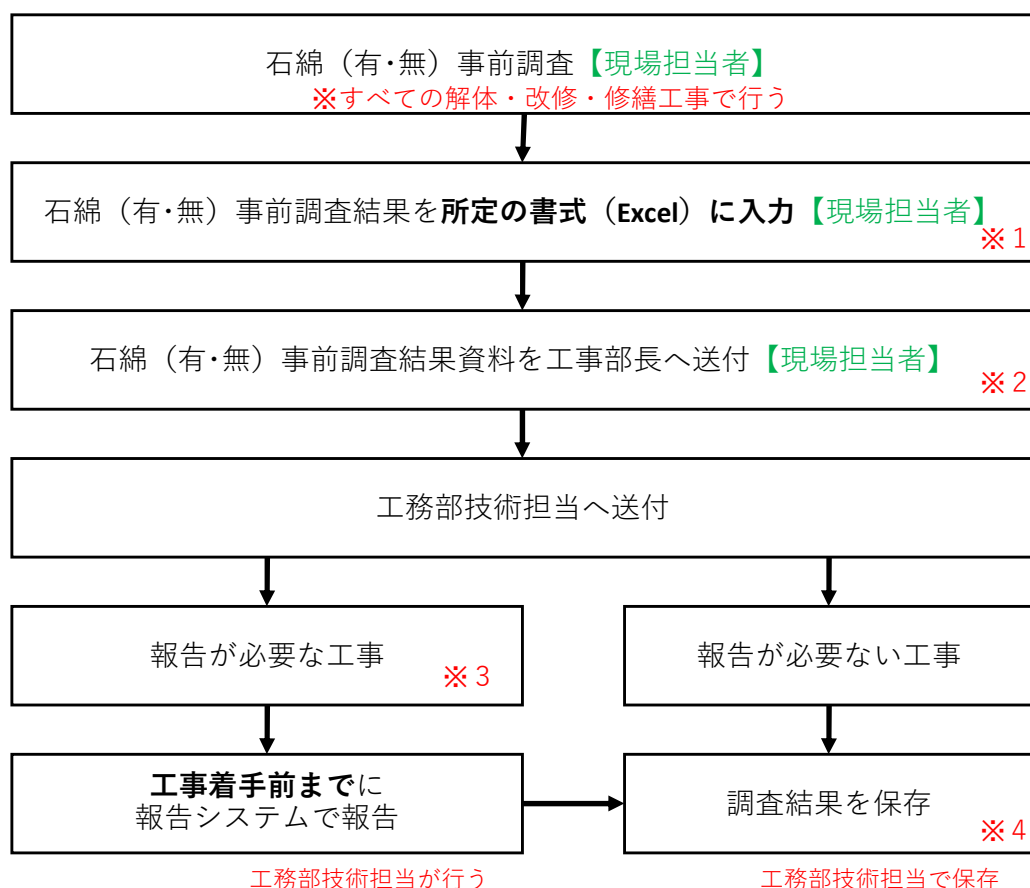 石綿（有・無）事前調査【現場担当者】
※すべての解体・改修・修繕工事で行う
石綿（有・無）事前調査結果を所定の書式（Excel）に入力【現場担当者】
※１
石綿（有・無）事前調査結果資料を工事部長へ送付【現場担当者】
※２
工務部技術担当へ送付
報告が必要な工事
※３
報告が必要ない工事
工事着手前までに
報告システムで報告
調査結果を保存
※４
工務部技術担当が行う
工務部技術担当で保存